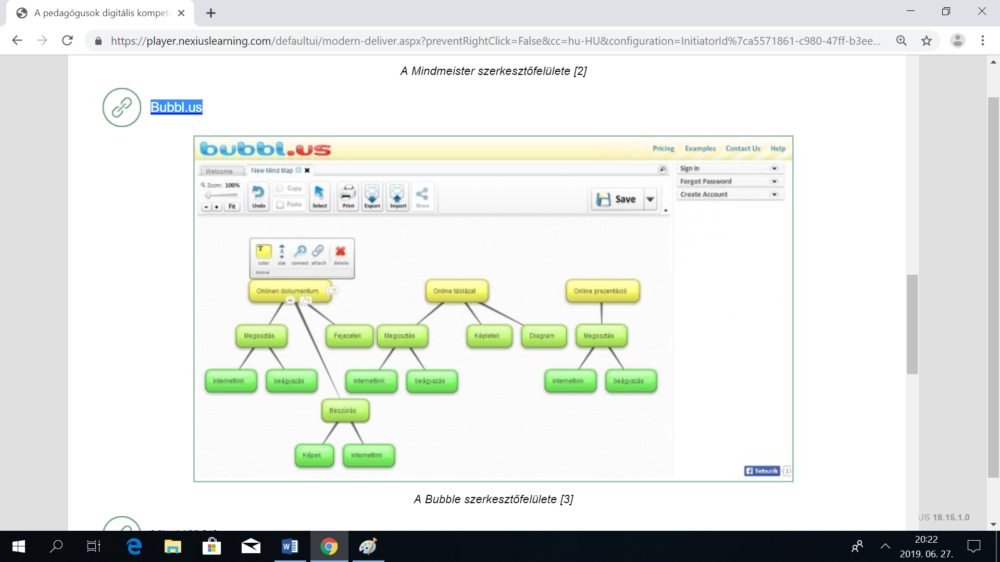 A pedagógusok digitális kompete
https://player.nexiuslearning.com/defaultui/modern-deliver.aspx?preventRightClick=False&cc=hu-HU&configuration=InitiatorId%7ca5571861-c980-47ff-b3ee...
A Mindmeister szerkesztőfelülete [2]
Bubbl.us
bubbl.us
Pricing Examples Contact Us Help
Welcome New Mind Map
Sign in
Forgot Password
Create Account
Zoom: 100%
Fit
Undo
Copy
Paste
Select
Print Export Import Share
Save
T A
color size connect attach delete
move
Onlinen dokumentum Online táblázat Online prezentáció
Megosztás Fejezetek Megosztás Képletek Diagram Megosztás
internetlink beágyazás internetlink beágyazás internetlink beágyazás
Beszúrás
Képek internetlink
Tetszik
A Bubble szerkesztőfelülete [3]
US 18.15.1.0
20:22
2019. 06. 27.